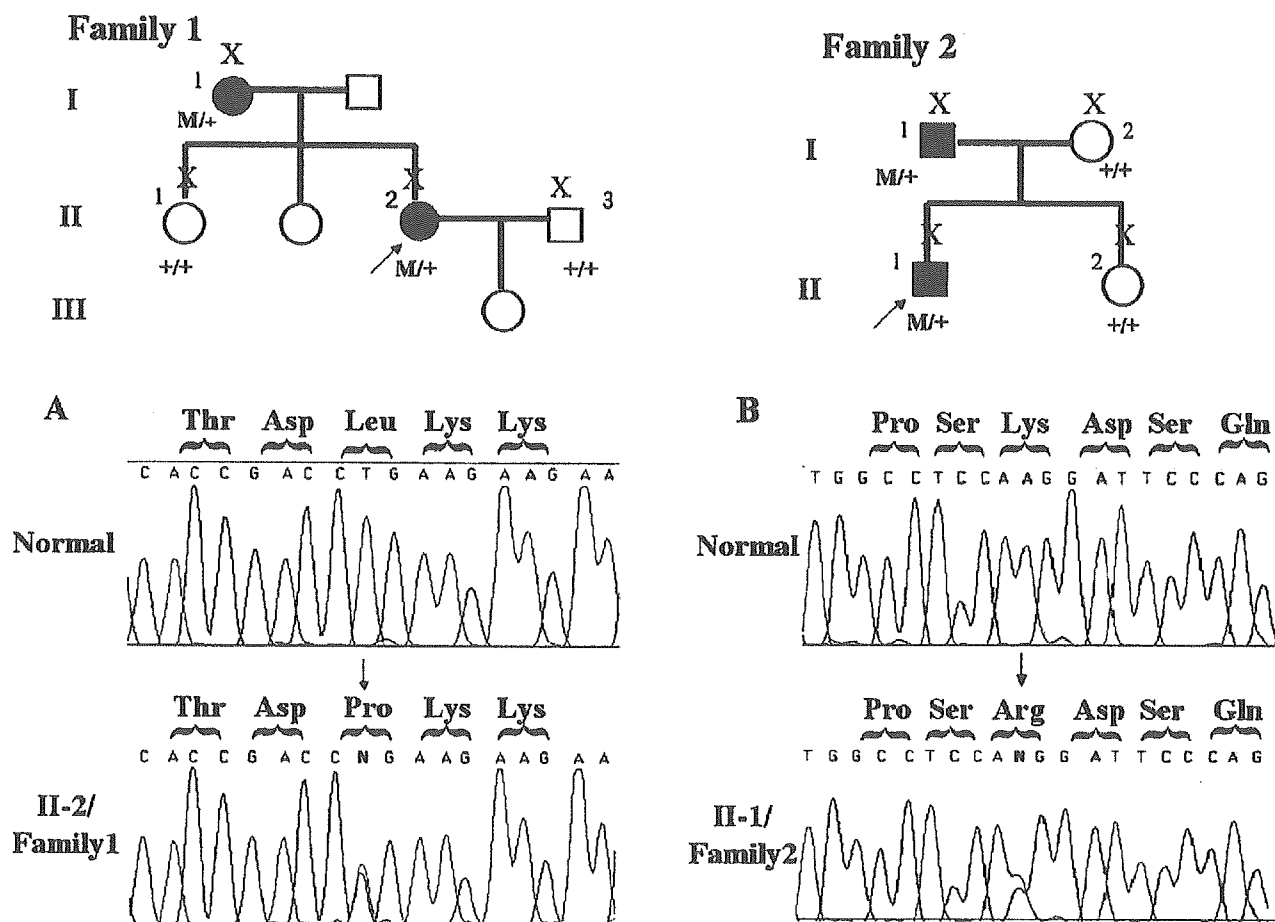 Family 1
X
I
1
M/+
X
X
X
II
1
2
3
+/+
M/+
+/+
III
Family 2
X
X
I
1
2
M/+
+/+
X
X
II
1
2
M/+
+/+
A
Thr Asp Leu Lys Lys
C A C C G A C C T G A A G A A G A A
Normal
Thr Asp Pro Lys Lys
C A C C G A C C N G A A G A A G A A
II-2/
Family1
B
Pro Ser Lys Asp Ser Gln
T G G C C T C C A A G G A T T C C C A G
Normal
Pro Ser Arg Asp Ser Gln
T G G C C T C C A N G G A T T C C C A G
II-1/
Family2